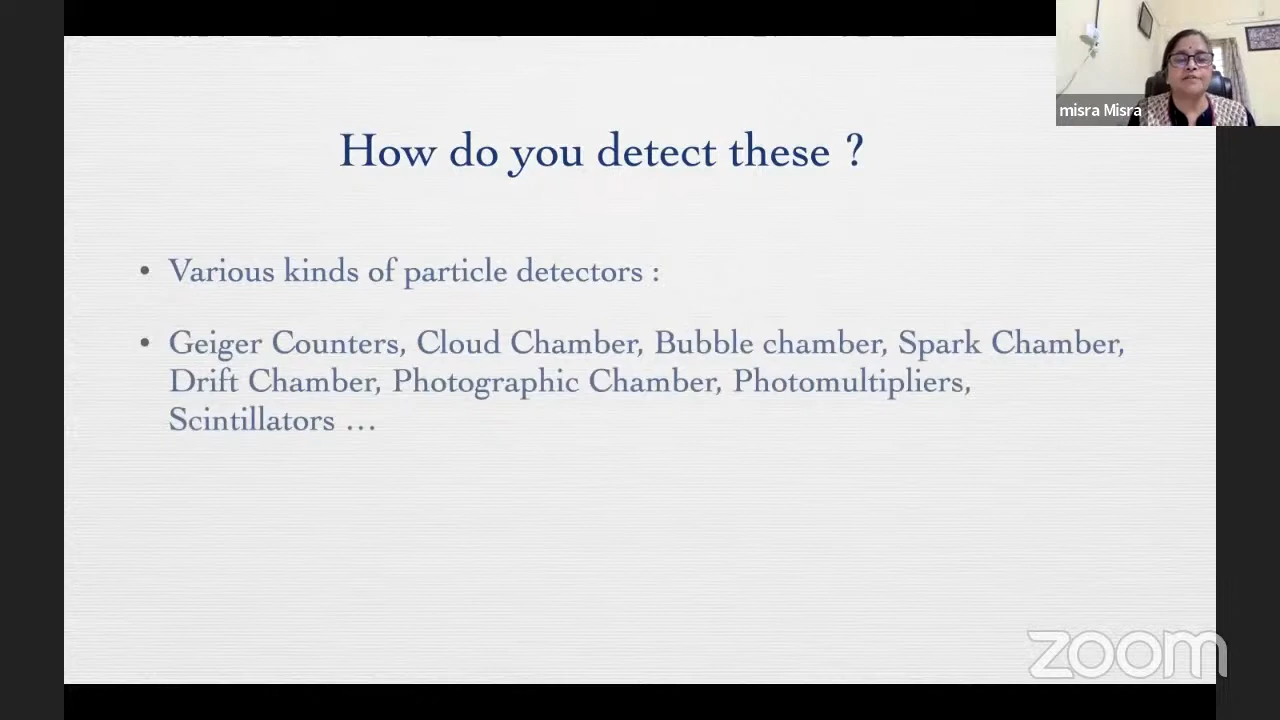 misra Misra
How do you detect these ?
• Various kinds of particle detectors :
• Geiger Counters, Cloud Chamber, Bubble chamber, Spark Chamber,
Drift Chamber, Photographic Chamber, Photomultipliers,
Scintillators …
zoom